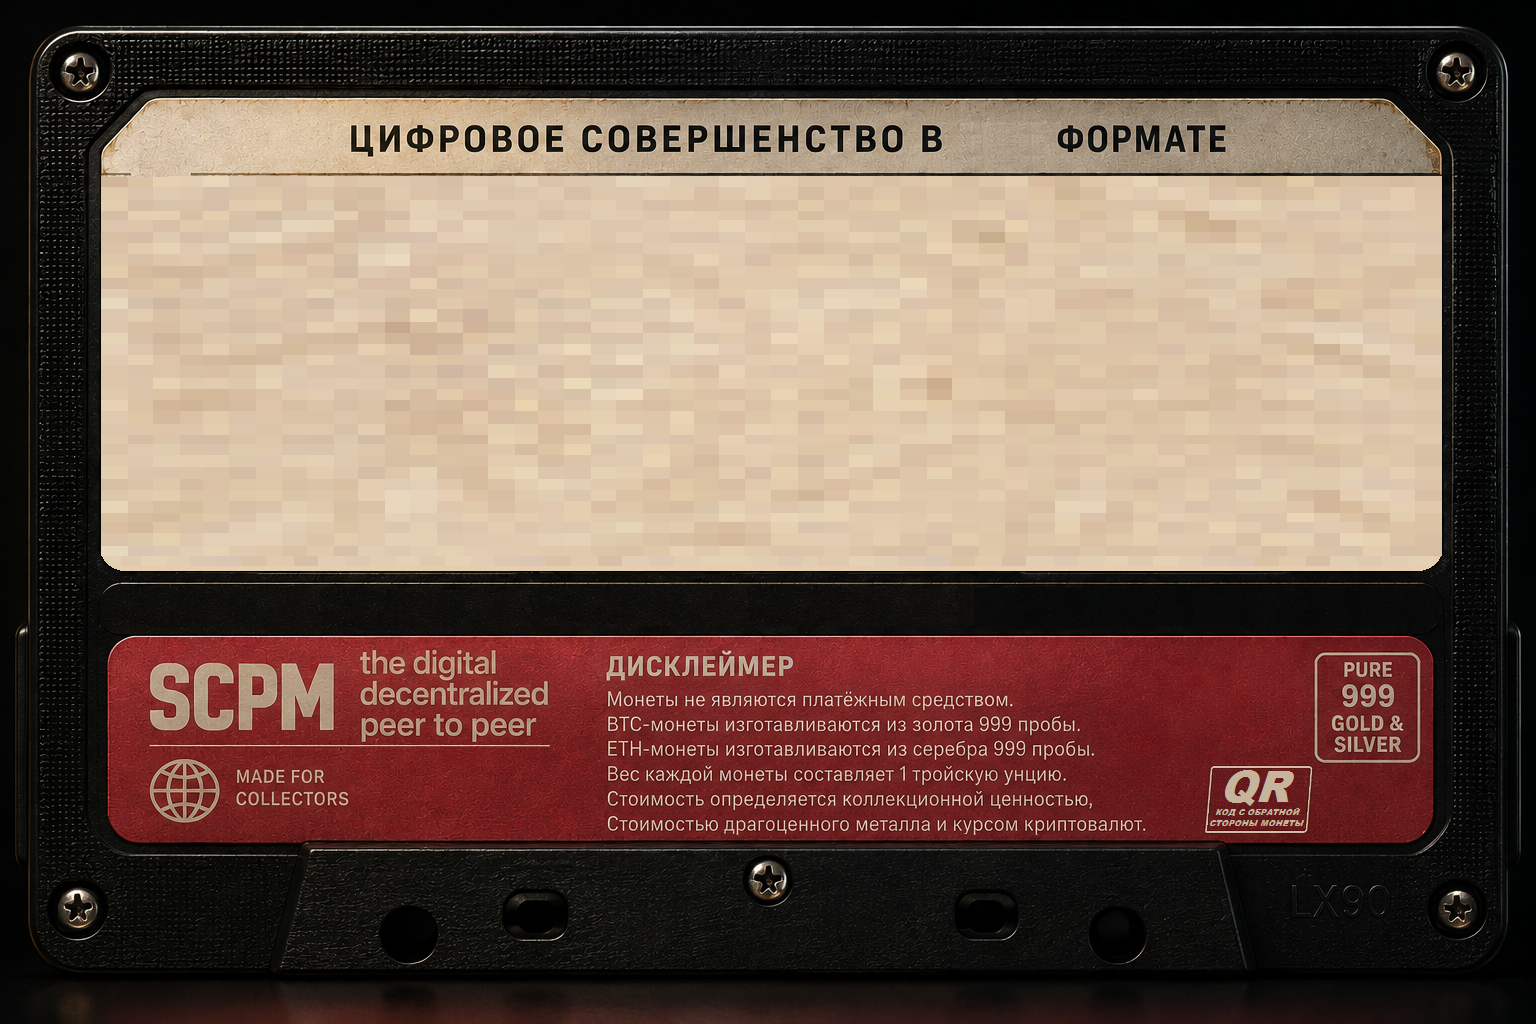 ЦИФРОВОЕ СОВЕРШЕНСТВО В ФОРМАТЕ
SCPM
the digital
decentralized
peer to peer
MADE FOR
COLLECTORS
ДИСКЛЕЙМЕР
Монеты не являются платёжным средством.
BTC-монеты изготавливаются из золота 999 пробы.
ETH-монеты изготавливаются из серебра 999 пробы.
Вес каждой монеты составляет 1 тройскую унцию.
Стоимость определяется коллекционной ценностью,
Стоимостью драгоценного металла и курсом криптовалют.
PURE
999
GOLD &
SILVER
QR
КОД С ОБРАТНОЙ
СТОРОНЫ МОНЕТЫ
LX90